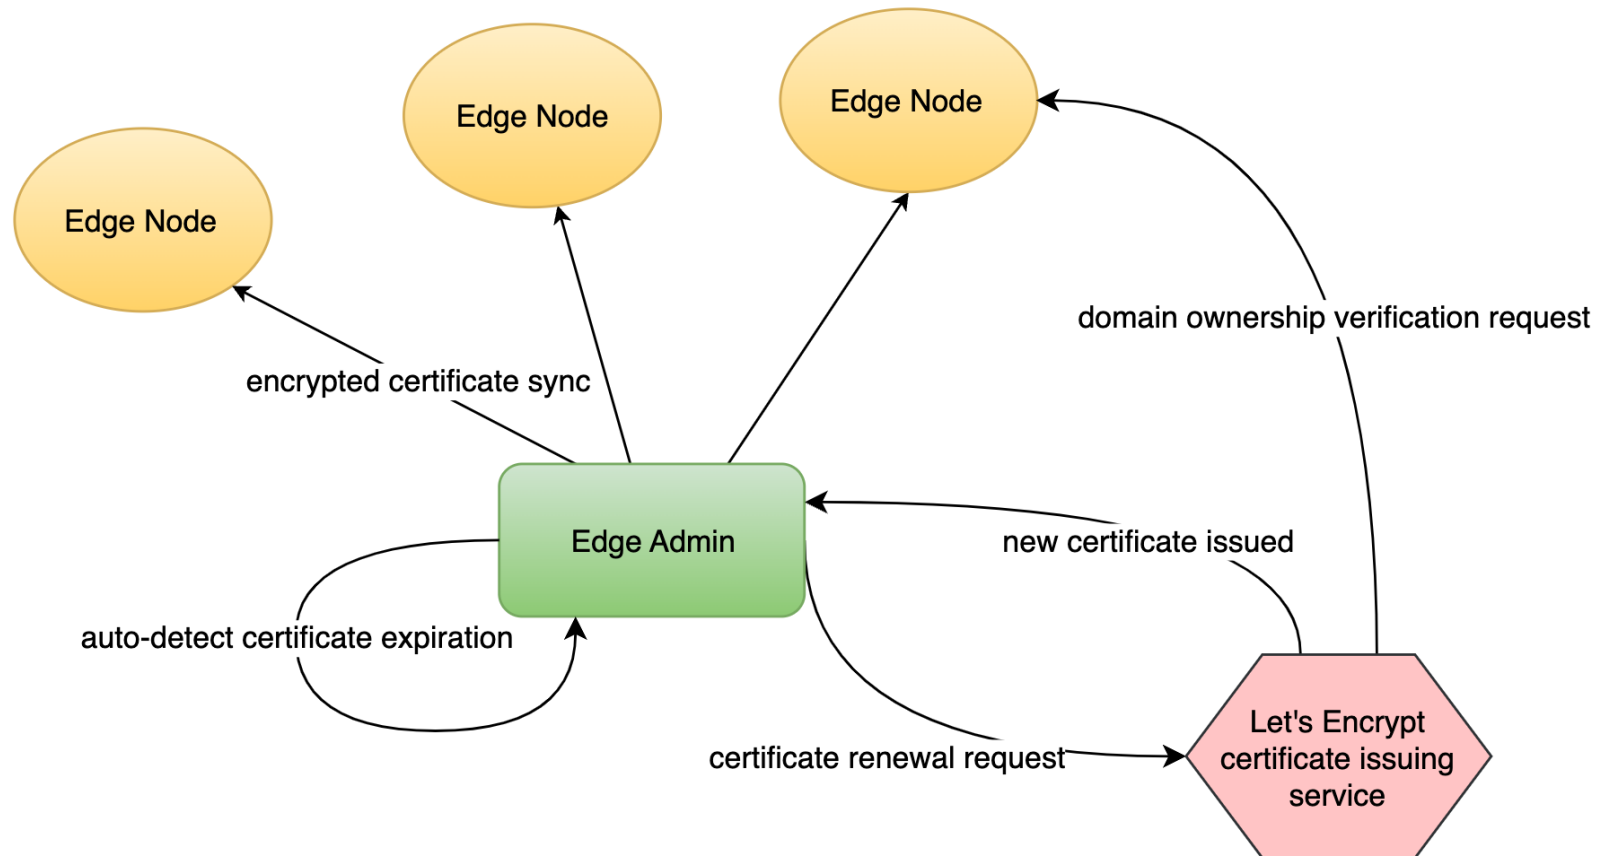 Edge Node
Edge Node
Edge Node
domain ownership verification request
encrypted certificate sync
Edge Admin
new certificate issued
auto-detect certificate expiration
certificate renewal request
Let's Encrypt
certificate issuing
service